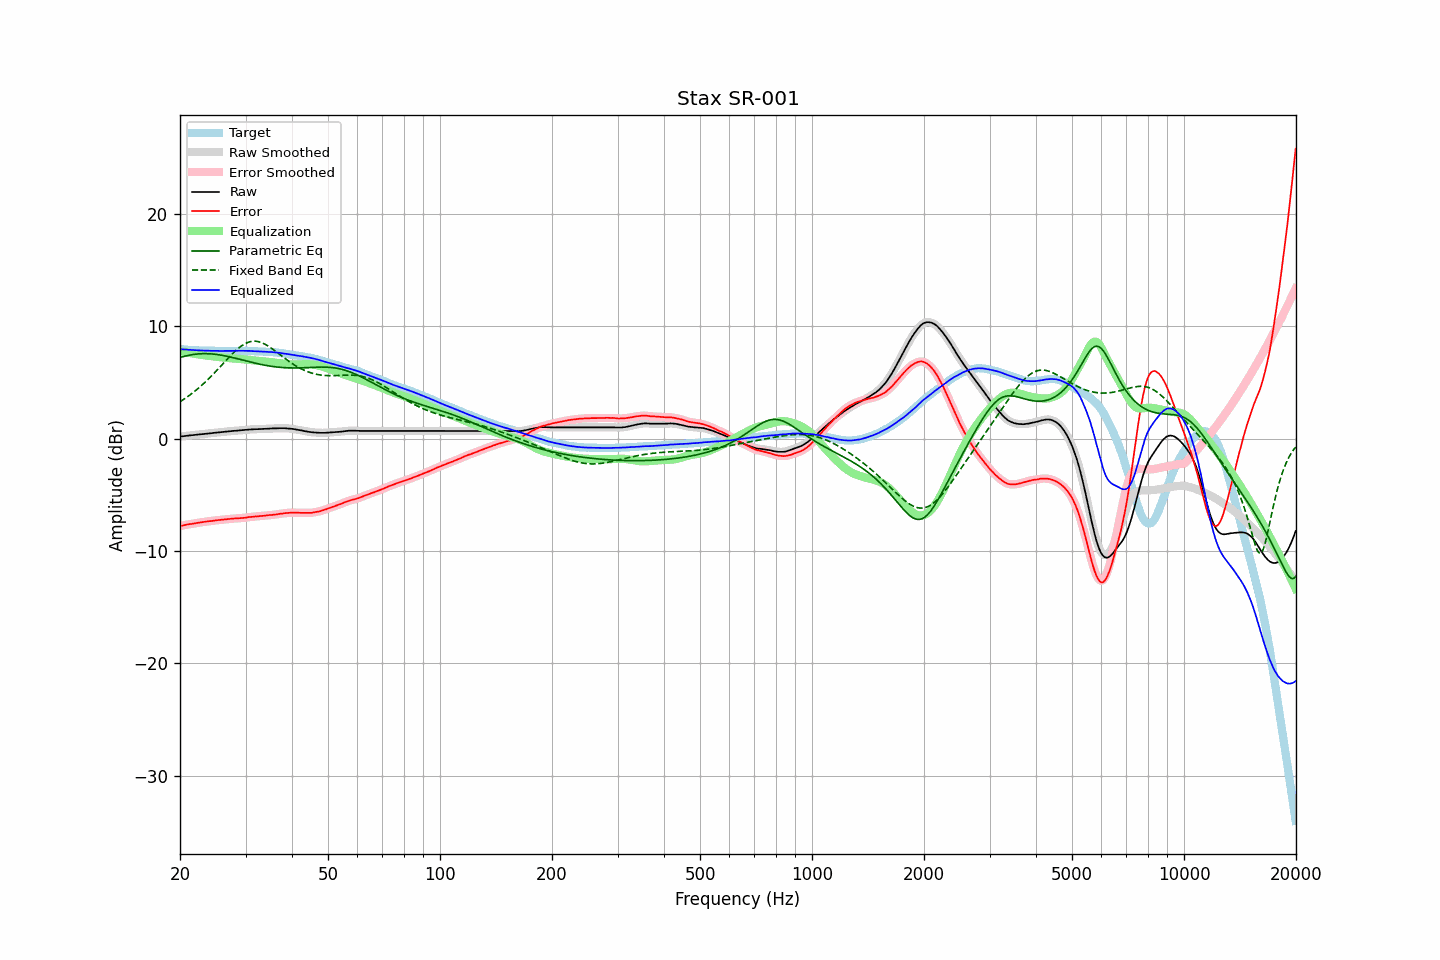 Stax SR-001
Target
Raw Smoothed
Error Smoothed
Raw
Error
Equalization
Parametric Eq
Fixed Band Eq
Equalized
20
10
0
−10
−20
−30
Amplitude (dBr)
20 50 100 200 500 1000 2000 5000 10000 20000
Frequency (Hz)